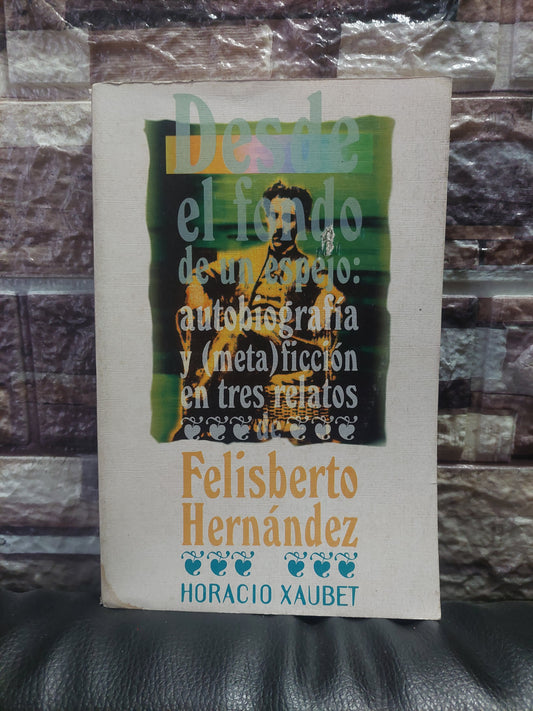 Desde
el fondo
de un espejo:
autobiografía
y (meta)ficción
en tres relatos
de
Felisberto
Hernández
HORACIO XAUBET